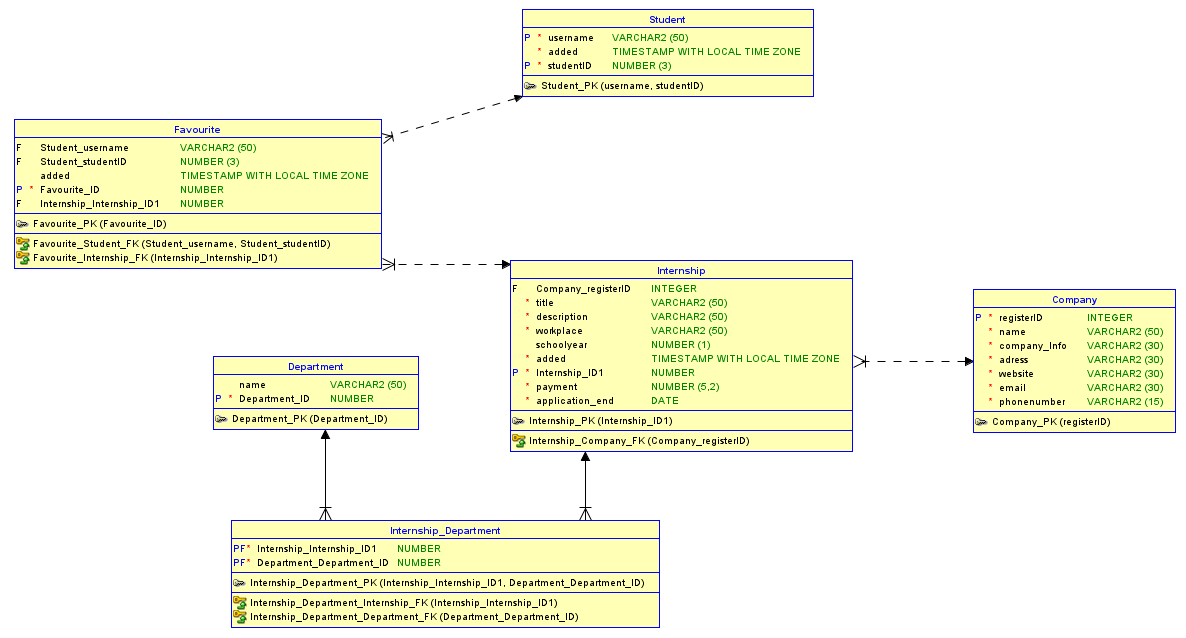 Student
P * username VARCHAR2 (50)
* added TIMESTAMP WITH LOCAL TIME ZONE
P * studentID NUMBER (3)
Student_PK (username, studentID)
Favourite
F Student_username VARCHAR2 (50)
F Student_studentID NUMBER (3)
added TIMESTAMP WITH LOCAL TIME ZONE
P * Favourite_ID NUMBER
F Internship_Internship_ID1 NUMBER
Favourite_PK (Favourite_ID)
Favourite_Student_FK (Student_username, Student_studentID)
Favourite_Internship_FK (Internship_Internship_ID1)
Internship
F Company_registerID INTEGER
* title VARCHAR2 (50)
* description VARCHAR2 (50)
* workplace VARCHAR2 (50)
schoolyear NUMBER (1)
* added TIMESTAMP WITH LOCAL TIME ZONE
P * Internship_ID1 NUMBER
* payment NUMBER (5,2)
* application_end DATE
Internship_PK (Internship_ID1)
Internship_Company_FK (Company_registerID)
Company
P * registerID INTEGER
* name VARCHAR2 (50)
* company_Info VARCHAR2 (30)
* adress VARCHAR2 (30)
* website VARCHAR2 (30)
* email VARCHAR2 (30)
* phonenumber VARCHAR2 (15)
Company_PK (registerID)
Department
name VARCHAR2 (50)
P * Department_ID NUMBER
Department_PK (Department_ID)
Internship_Department
PF* Internship_Internship_ID1 NUMBER
PF* Department_Department_ID NUMBER
Internship_Department_PK (Internship_Internship_ID1, Department_Department_ID)
Internship_Department_Internship_FK (Internship_Internship_ID1)
Internship_Department_Department_FK (Department_Department_ID)